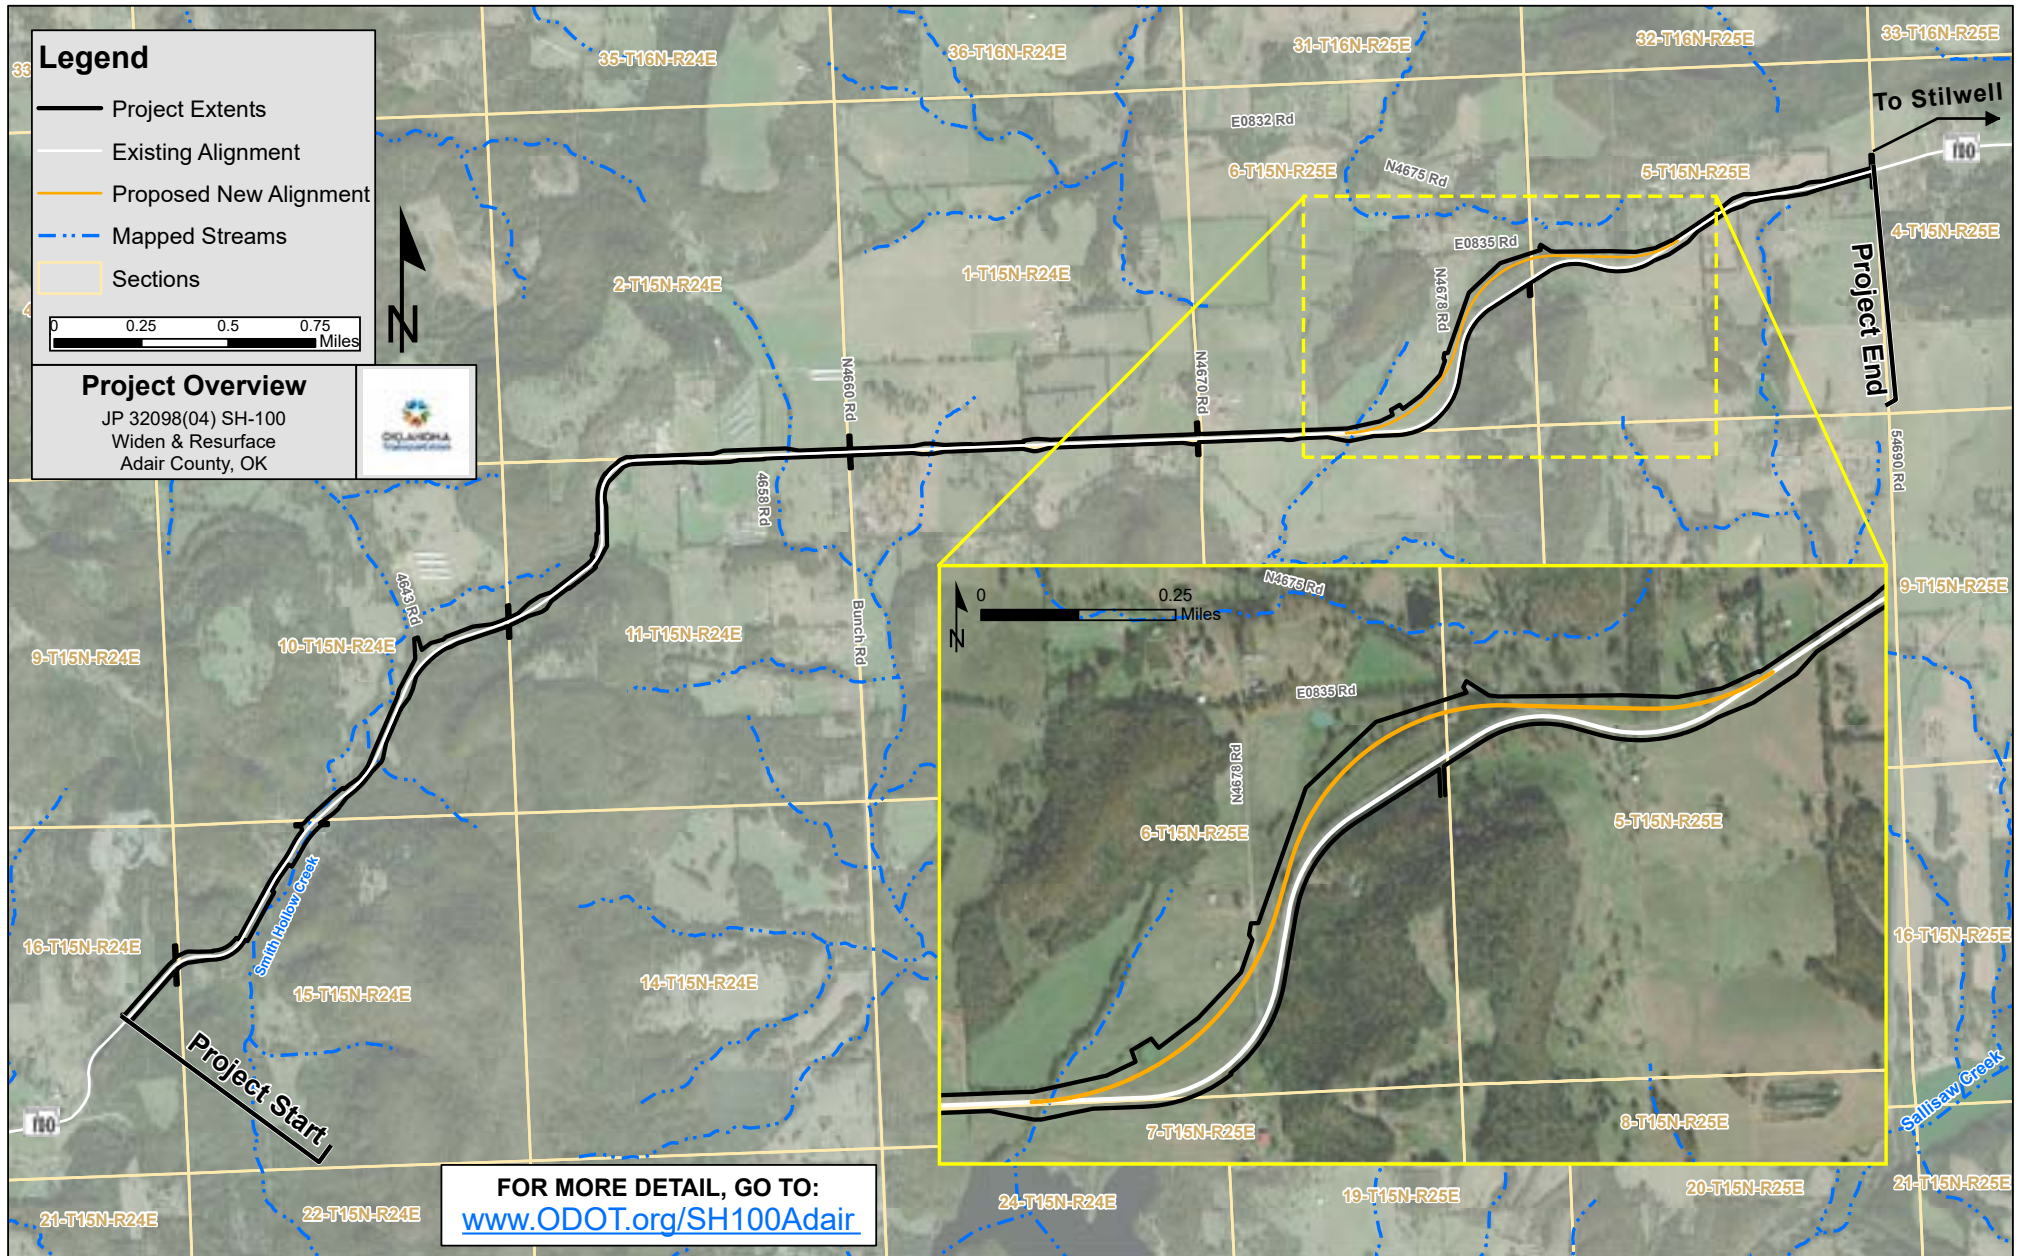 Legend
Project Extents
Existing Alignment
Proposed New Alignment
Mapped Streams
Sections
0 0.25 0.5 0.75
Miles
Project Overview
JP 32098(04) SH-100
Widen & Resurface
Adair County, OK
OKLAHOMA
Transportation
N
33
35-T16N-R24E
36-T16N-R24E
31-T16N-R25E
32-T16N-R25E
33-T16N-R25E
To Stilwell
100
E0832 Rd
N4675 Rd
6-T15N-R25E
5-T15N-R25E
4-T15N-R25E
E0835 Rd
N4678 Rd
Project End
4
2-T15N-R24E
1-T15N-R24E
N4660 Rd
N4670 Rd
4658 Rd
S4690 Rd
4643 Rd
Bunch Rd
9-T15N-R24E
10-T15N-R24E
11-T15N-R24E
9-T15N-R25E
Smith Hollow Creek
16-T15N-R24E
15-T15N-R24E
14-T15N-R24E
16-T15N-R25E
Project Start
100
Sallisaw Creek
21-T15N-R24E
22-T15N-R24E
24-T15N-R24E
19-T15N-R25E
20-T15N-R25E
21-T15N-R25E
N
0 0.25
Miles
N4675 Rd
E0835 Rd
N4678 Rd
6-T15N-R25E
5-T15N-R25E
7-T15N-R25E
8-T15N-R25E
FOR MORE DETAIL, GO TO:
www.ODOT.org/SH100Adair